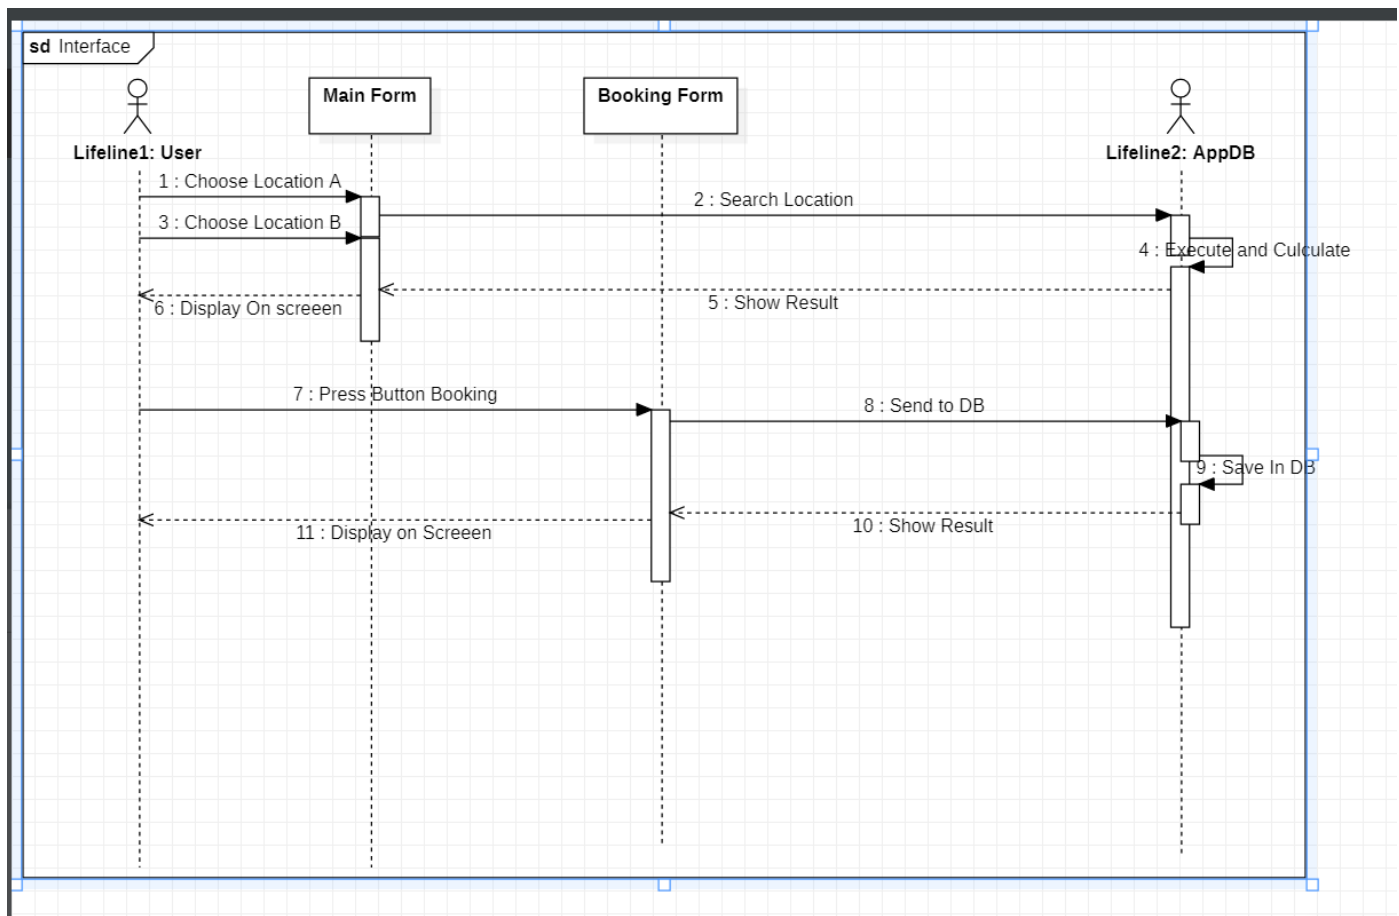 sd Interface
Main Form
Booking Form
Lifeline1: User
Lifeline2: AppDB
1 : Choose Location A
2 : Search Location
3 : Choose Location B
4 : Execute and Culculate
5 : Show Result
6 : Display On screeen
7 : Press Button Booking
8 : Send to DB
9 : Save In DB
10 : Show Result
11 : Display on Screeen